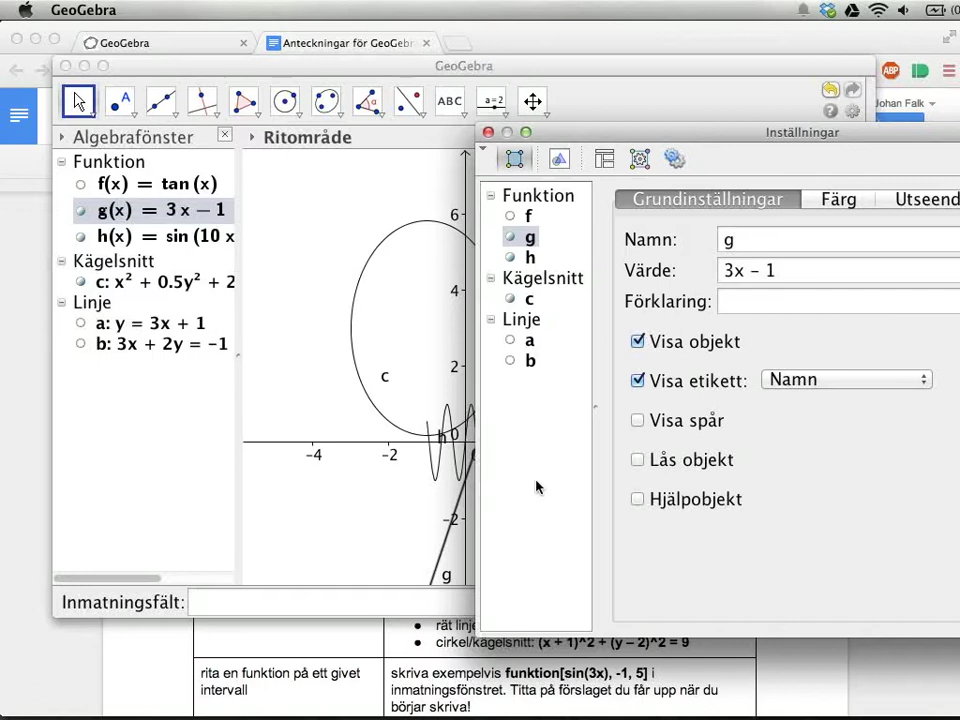 GeoGebra
GeoGebra
Anteckningar för GeoGebr
ABP
Johan Falk
GeoGebra
A
ABC
a=2
Algebrafönster
Ritområde
Funktion
f(x) = tan (x)
g(x) = 3 x − 1
h(x) = sin (10 x
Kägelsnitt
c: x² + 0.5y² + 2
Linje
a: y = 3x + 1
b: 3x + 2y = -1
6
4
2
0
-2
-4
-2
c
h
g
Inmatningsfält:
Inställningar
Funktion
f
g
h
Kägelsnitt
c
Linje
a
b
Grundinställningar
Färg
Utseend
Namn:
g
Värde:
3x − 1
Förklaring:
Visa objekt
Visa etikett:
Namn
Visa spår
Lås objekt
Hjälpobjekt
rät linje
cirkel/kägelsnitt: (x + 1)^2 + (y – 2)^2 = 9
rita en funktion på ett givet
intervall
skriva exempelvis funktion[sin(3x), -1, 5] i
inmatningsfönstret. Titta på förslaget du får upp när du
börjar skriva!